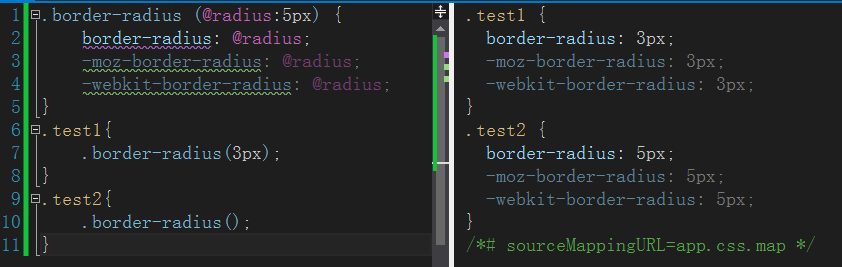 1 .border-radius (@radius:5px) {
2 border-radius: @radius;
3 -moz-border-radius: @radius;
4 -webkit-border-radius: @radius;
5 }
6 .test1{
7 .border-radius(3px);
8 }
9 .test2{
10 .border-radius();
11 }
.test1 {
border-radius: 3px;
-moz-border-radius: 3px;
-webkit-border-radius: 3px;
}
.test2 {
border-radius: 5px;
-moz-border-radius: 5px;
-webkit-border-radius: 5px;
}
/*# sourceMappingURL=app.css.map */